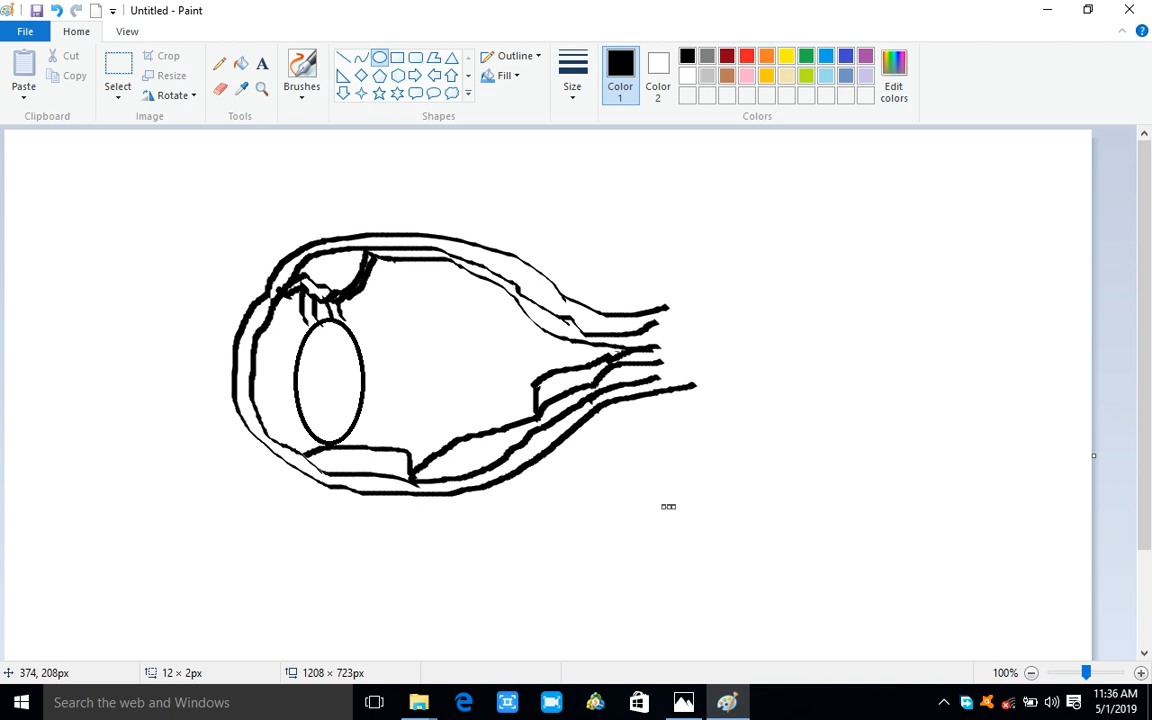 Untitled - Paint
File Home View
Paste
Cut
Copy
Clipboard
Select
Crop
Resize
Rotate
Image
A
Tools
Brushes
Shapes
Outline
Fill
Size
Color 1
Color 2
Edit colors
Colors
374, 208px
12 × 2px
1208 × 723px
100%
Search the web and Windows
11:36 AM
5/1/2019